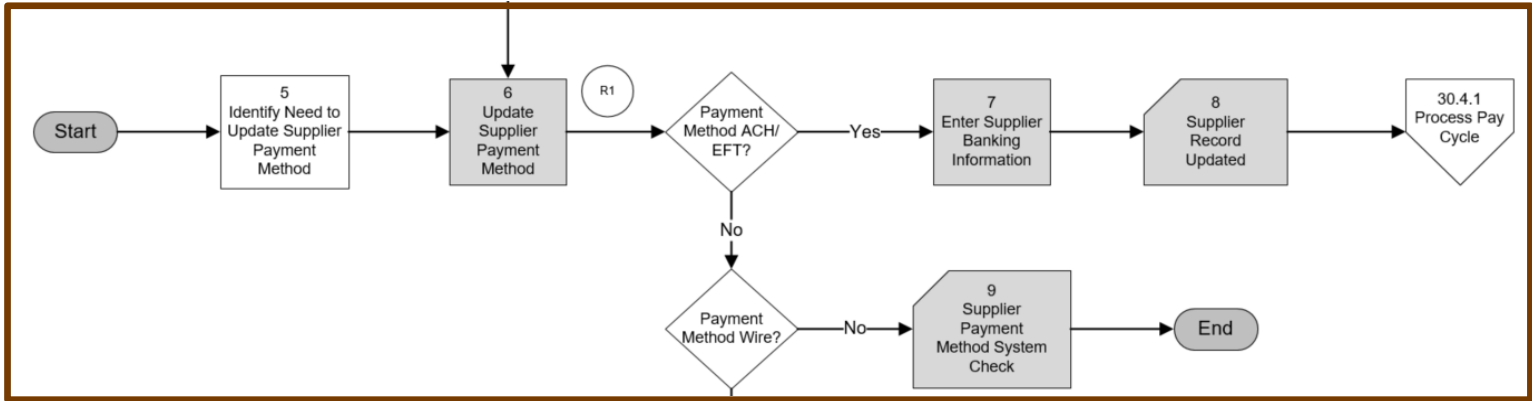 Start
5
Identify Need to
Update Supplier
Payment
Method
6
Update
Supplier
Payment
Method
R1
Payment
Method ACH/
EFT?
Yes
7
Enter Supplier
Banking
Information
8
Supplier
Record
Updated
30.4.1
Process Pay
Cycle
No
Payment
Method Wire?
No
9
Supplier
Payment
Method System
Check
End